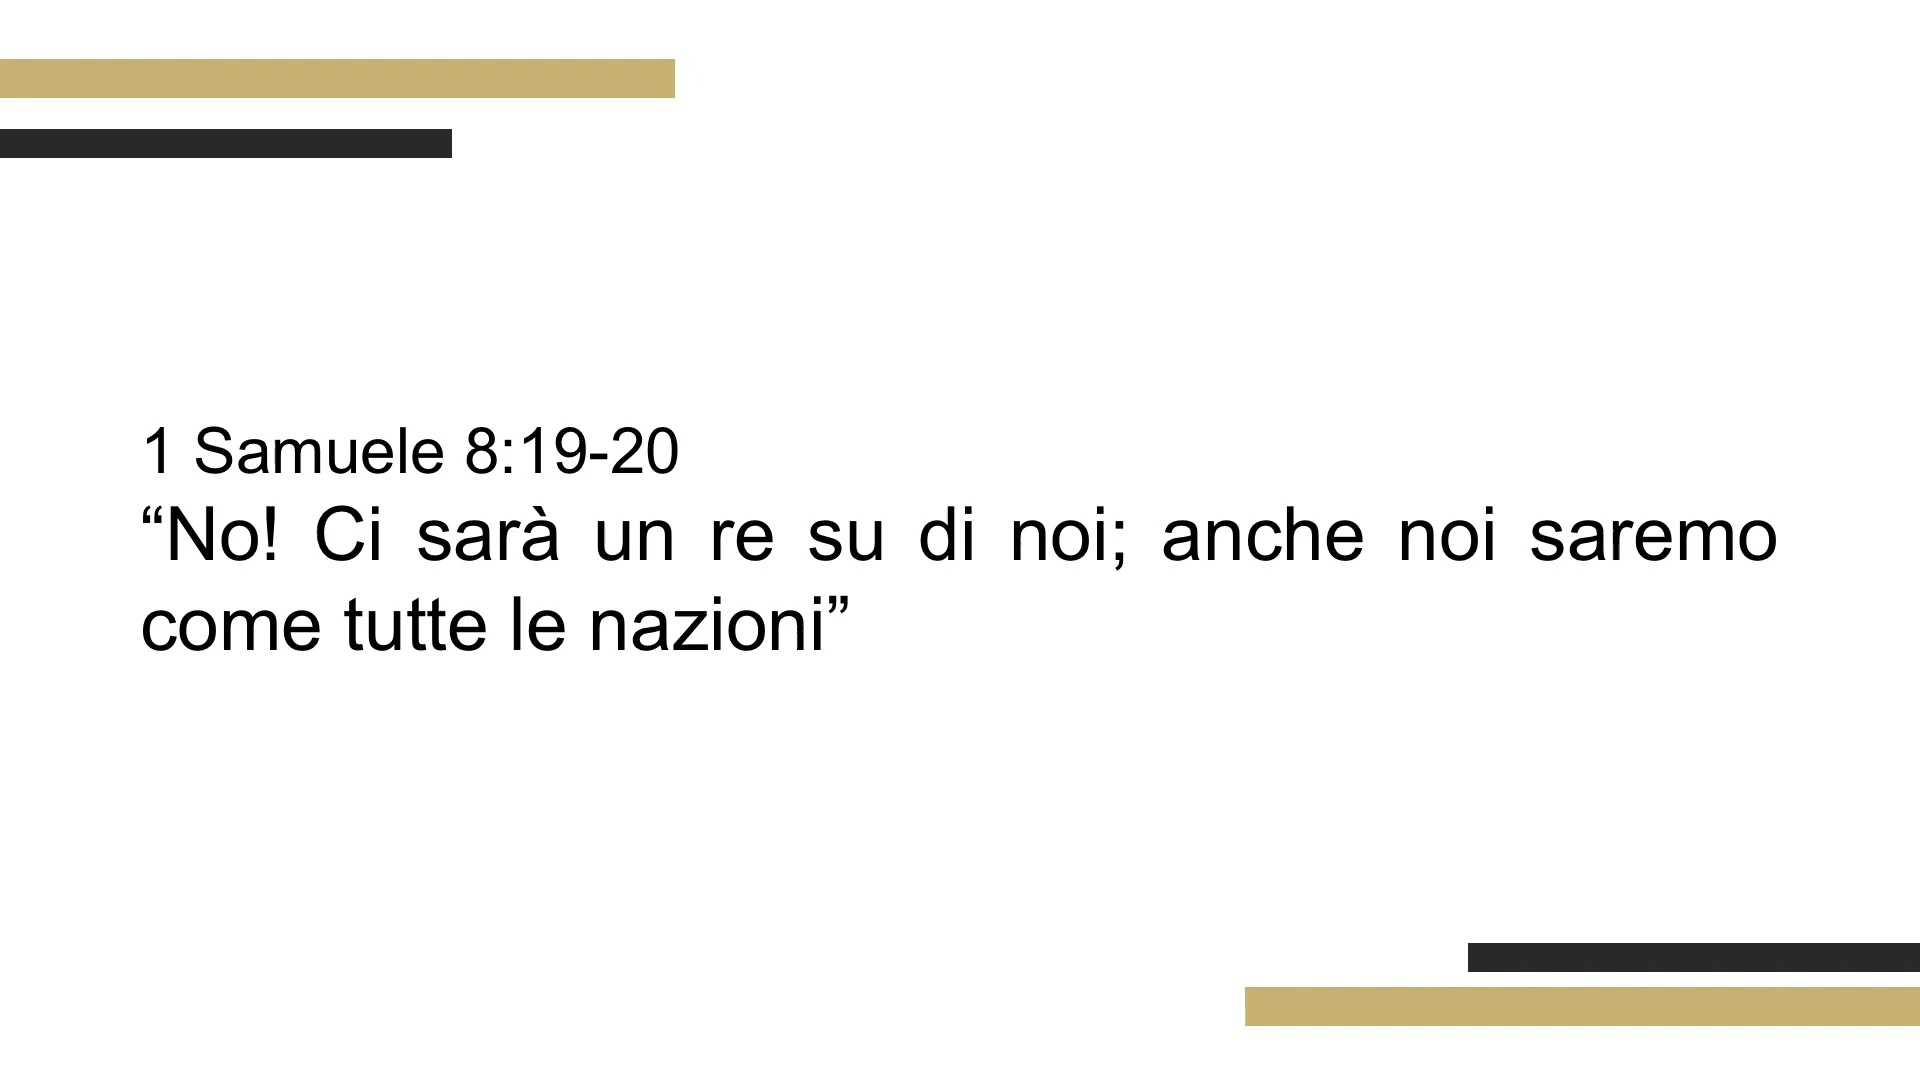 1 Samuele 8:19-20
“No! Ci sarà un re su di noi; anche noi saremo
come tutte le nazioni”